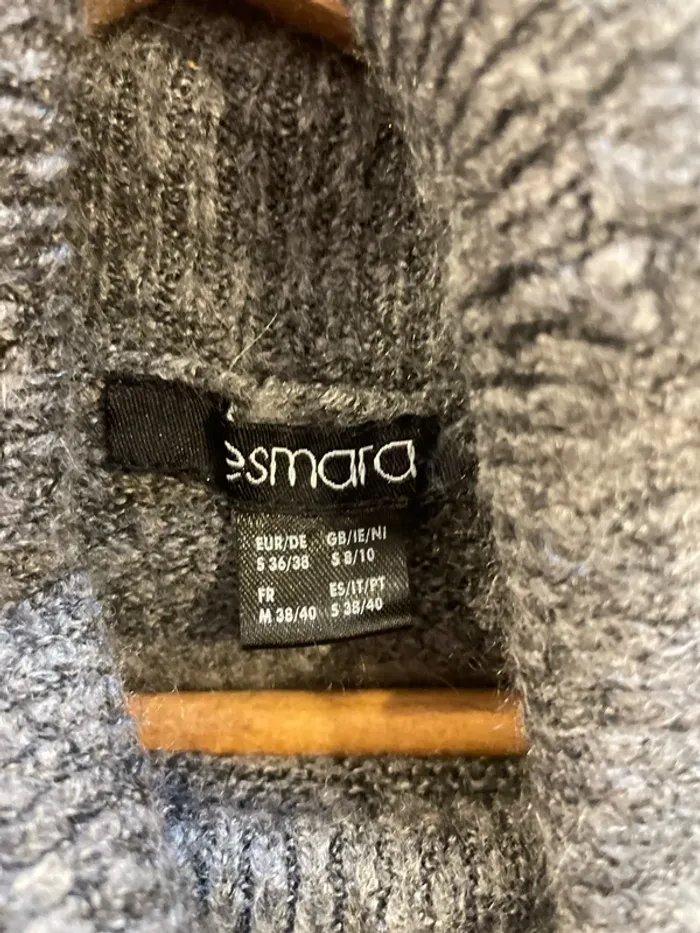 esmara
EUR/DE GB/IE/NI
S 36/38 S 8/10
FR ES/IT/PT
M 38/40 S 38/40